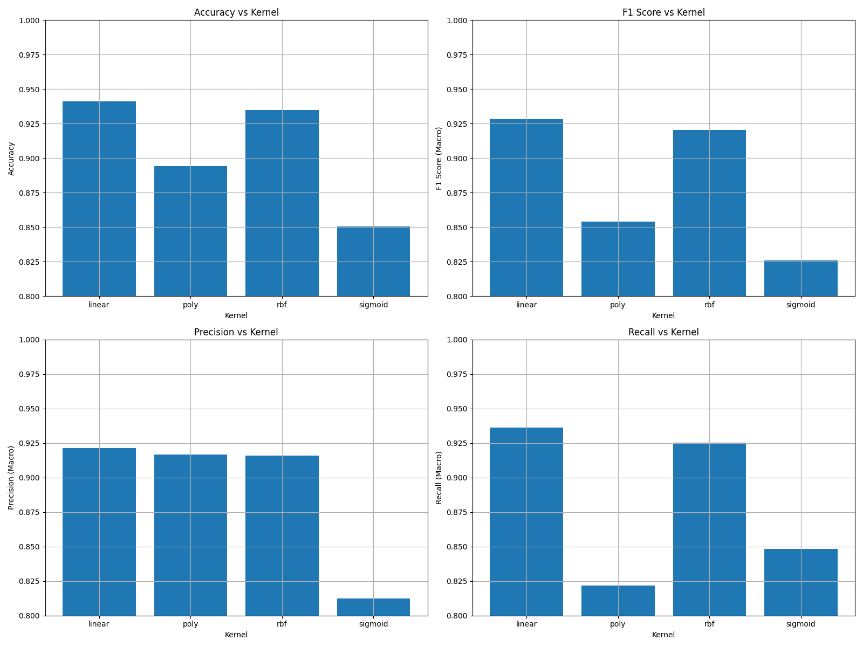 Accuracy vs Kernel
1.000
0.975
0.950
0.925
0.900
0.875
0.850
0.825
0.800
Accuracy
linear poly rbf sigmoid
Kernel
F1 Score vs Kernel
1.000
0.975
0.950
0.925
0.900
0.875
0.850
0.825
0.800
F1 Score (Macro)
linear poly rbf sigmoid
Kernel
Precision vs Kernel
1.000
0.975
0.950
0.925
0.900
0.875
0.850
0.825
0.800
Precision (Macro)
linear poly rbf sigmoid
Kernel
Recall vs Kernel
1.000
0.975
0.950
0.925
0.900
0.875
0.850
0.825
0.800
Recall (Macro)
linear poly rbf sigmoid
Kernel